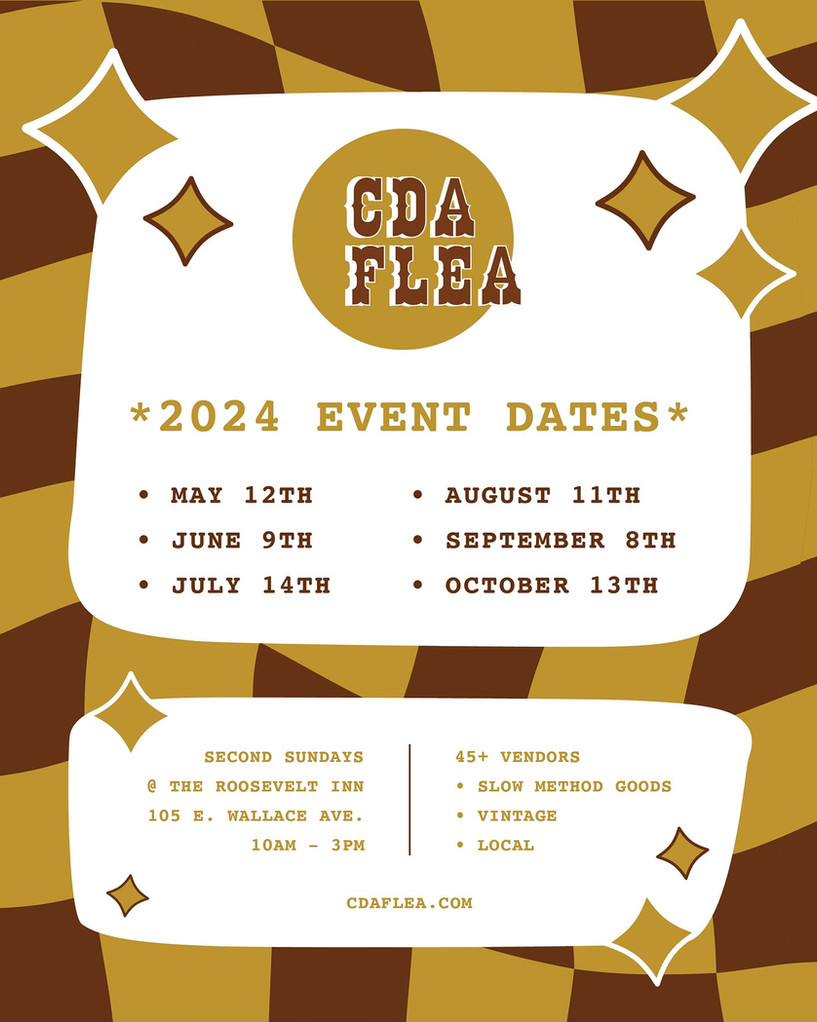 CDA
FLEA
*2024 EVENT DATES*
• MAY 12TH
• JUNE 9TH
• JULY 14TH
• AUGUST 11TH
• SEPTEMBER 8TH
• OCTOBER 13TH
SECOND SUNDAYS
@ THE ROOSEVELT INN
105 E. WALLACE AVE.
10AM - 3PM
45+ VENDORS
• SLOW METHOD GOODS
• VINTAGE
• LOCAL
CDAFLEA.COM